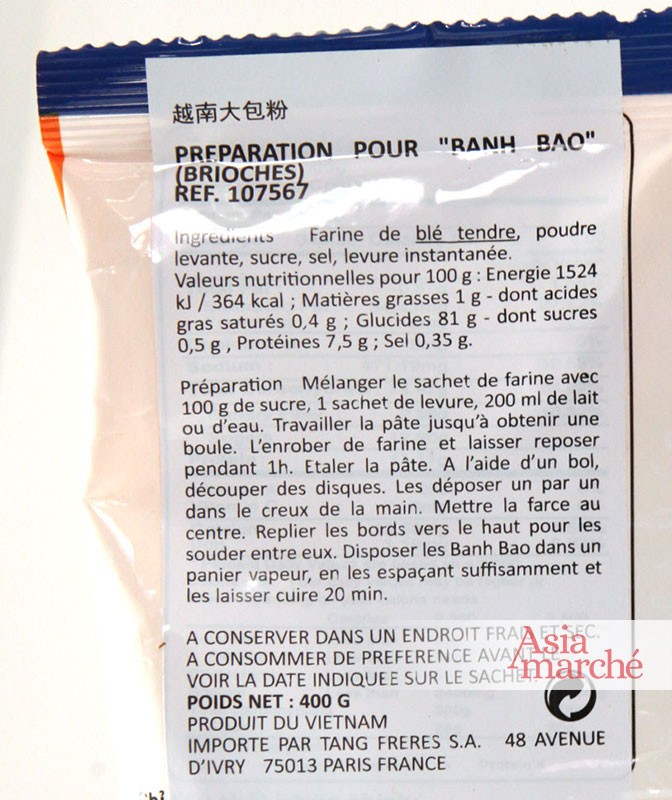 越南大包粉
PREPARATION POUR "BANH BAO"
(BRIOCHES)
REF. 107567
Ingrédients Farine de blé tendre, poudre
levante, sucre, sel, levure instantanée.
Valeurs nutritionnelles pour 100 g : Energie 1524
kJ / 364 kcal ; Matières grasses 1 g - dont acides
gras saturés 0,4 g ; Glucides 81 g - dont sucres
0,5 g , Protéines 7,5 g ; Sel 0,35 g.
Préparation Mélanger le sachet de farine avec
100 g de sucre, 1 sachet de levure, 200 ml de lait
ou d’eau. Travailler la pâte jusqu’à obtenir une
boule. L’enrober de farine et laisser reposer
pendant 1h. Etaler la pâte. A l’aide d’un bol,
découper des disques. Les déposer un par un
dans le creux de la main. Mettre la farce au
centre. Replier les bords vers le haut pour les
souder entre eux. Disposer les Banh Bao dans un
panier vapeur, en les espaçant suffisamment et
les laisser cuire 20 min.
A CONSERVER DANS UN ENDROIT FRAIS ET SEC.
A CONSOMMER DE PREFERENCE AVANT LE
VOIR LA DATE INDIQUEE SUR LE SACHET.
Asia
marché
POIDS NET : 400 G
PRODUIT DU VIETNAM
IMPORTE PAR TANG FRERES S.A. 48 AVENUE
D’IVRY 75013 PARIS FRANCE